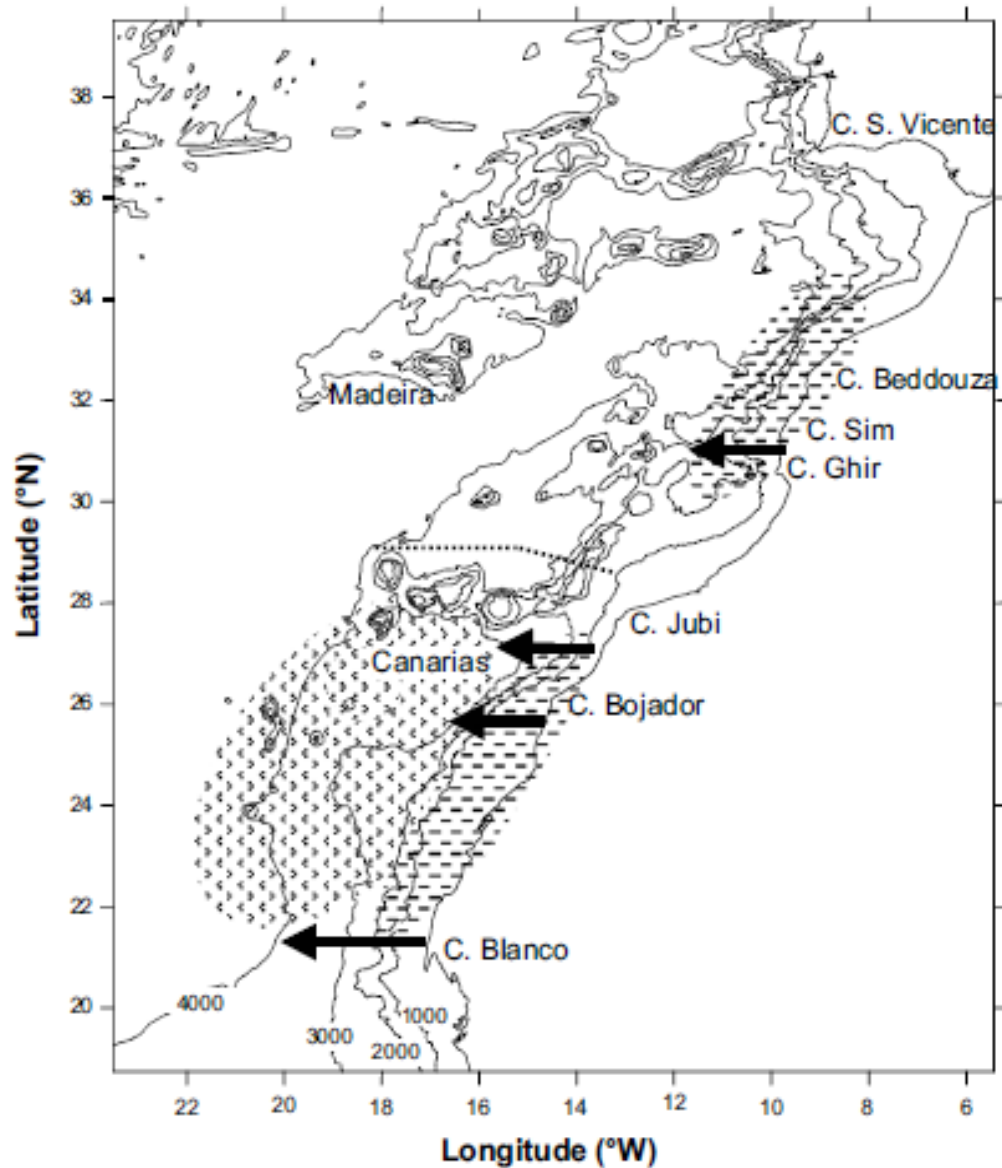 38
C. S. Vicente
36
34
C. Beddouza
32
Madeira
C. Sim
C. Ghir
30
28
C. Jubi
Canarias
26
C. Bojador
24
22
C. Blanco
20
4000
1000
3000
2000
22
20
18
16
14
12
10
8
6
Latitude (°N)
Longitude (°W)